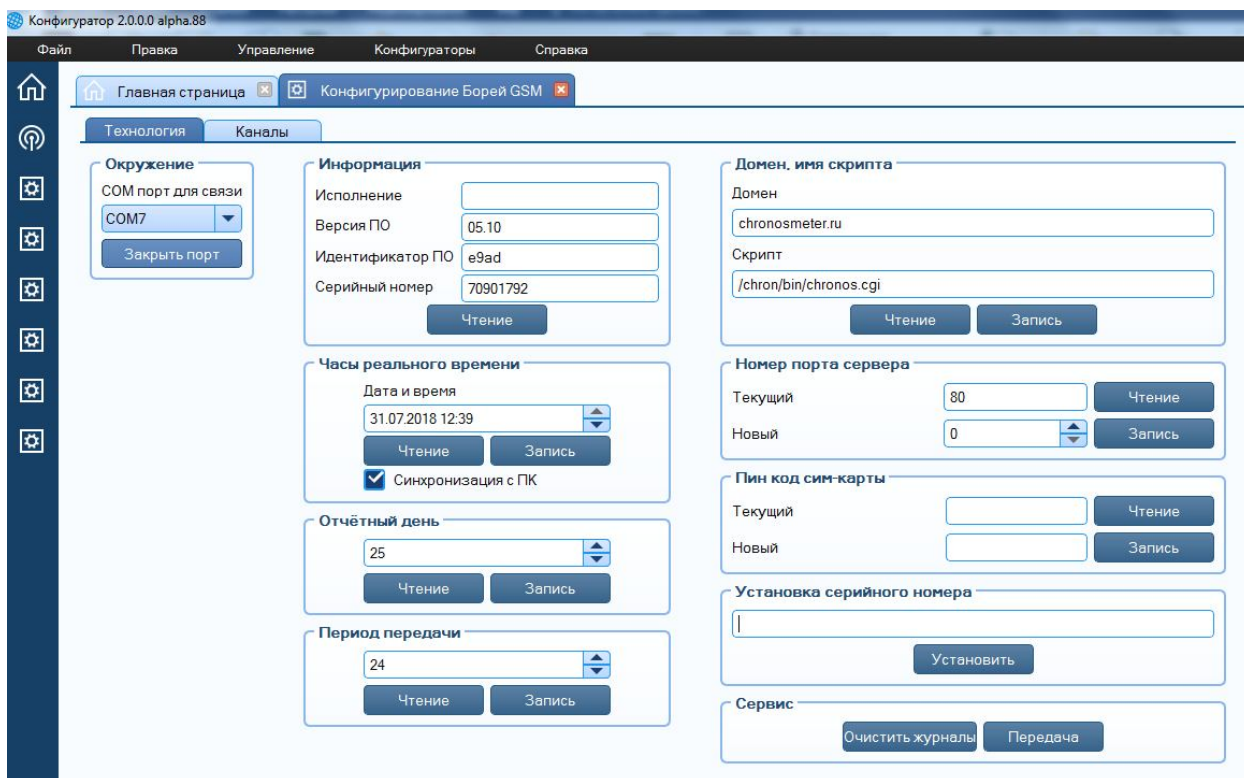 Конфигуратор 2.0.0.0 alpha.88
Файл Правка Управление Конфигураторы Справка
Главная страница Конфигурирование Борей GSM
Технология Каналы
Окружение
COM порт для связи
COM7
Закрыть порт
Информация
Исполнение
Версия ПО 05.10
Идентификатор ПО e9ad
Серийный номер 70901792
Чтение
Часы реального времени
Дата и время
31.07.2018 12:39
Чтение Запись
Синхронизация с ПК
Отчётный день
25
Чтение Запись
Период передачи
24
Чтение Запись
Домен, имя скрипта
Домен
chronosmeter.ru
Скрипт
/chron/bin/chronos.cgi
Чтение Запись
Номер порта сервера
Текущий 80 Чтение
Новый 0 Запись
Пин код сим-карты
Текущий Чтение
Новый Запись
Установка серийного номера
Установить
Сервис
Очистить журналы Передача